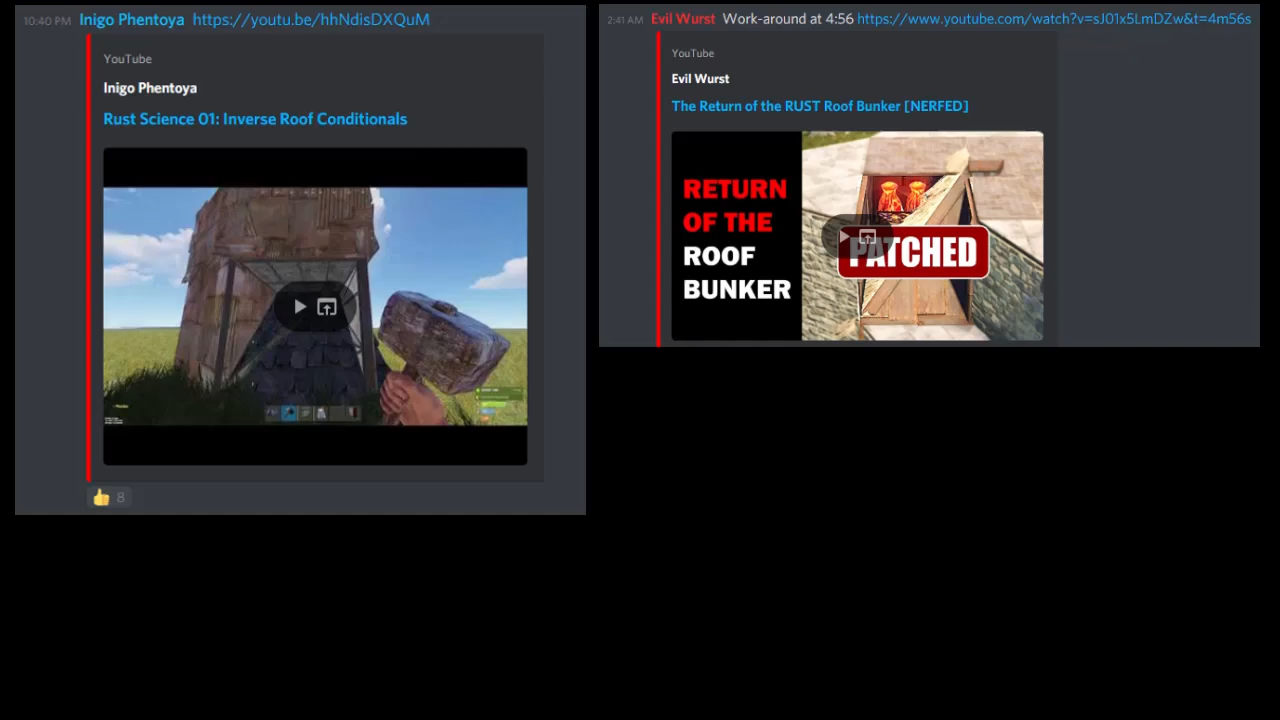 10:40 PM Inigo Phentoya https://youtu.be/hhNdisDXQuM
YouTube
Inigo Phentoya
Rust Science 01: Inverse Roof Conditionals
8
2:41 AM Evil Wurst Work-around at 4:56 https://www.youtube.com/watch?v=sJ01x5LmDZw&t=4m56s
YouTube
Evil Wurst
The Return of the RUST Roof Bunker [NERFED]
RETURN
OF THE
ROOF
BUNKER
PATCHED